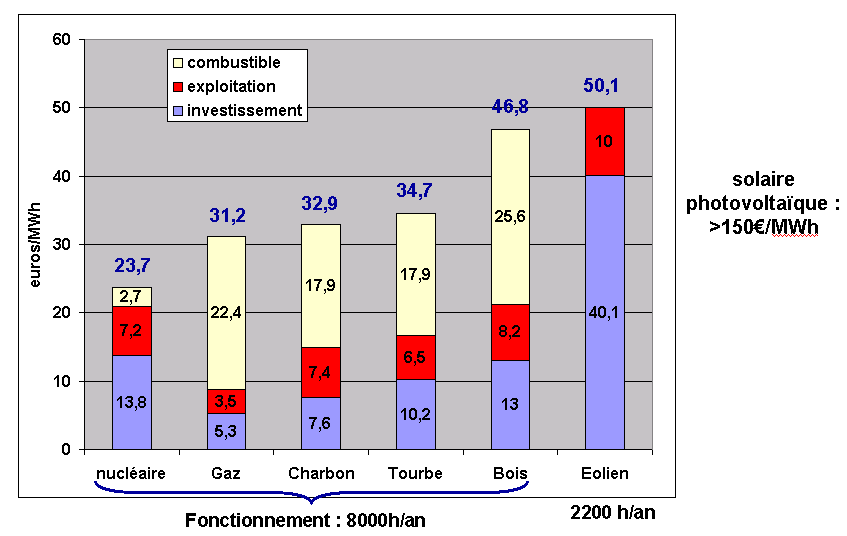 60
50
40
30
20
10
0
euros/MWh
combustible
exploitation
investissement
23,7
2,7
7,2
13,8
31,2
22,4
3,5
5,3
32,9
17,9
7,4
7,6
34,7
17,9
6,5
10,2
46,8
25,6
8,2
13
50,1
10
40,1
nucléaire
Gaz
Charbon
Tourbe
Bois
Eolien
Fonctionnement : 8000h/an
2200 h/an
solaire
photovoltaïque :
>150€/MWh